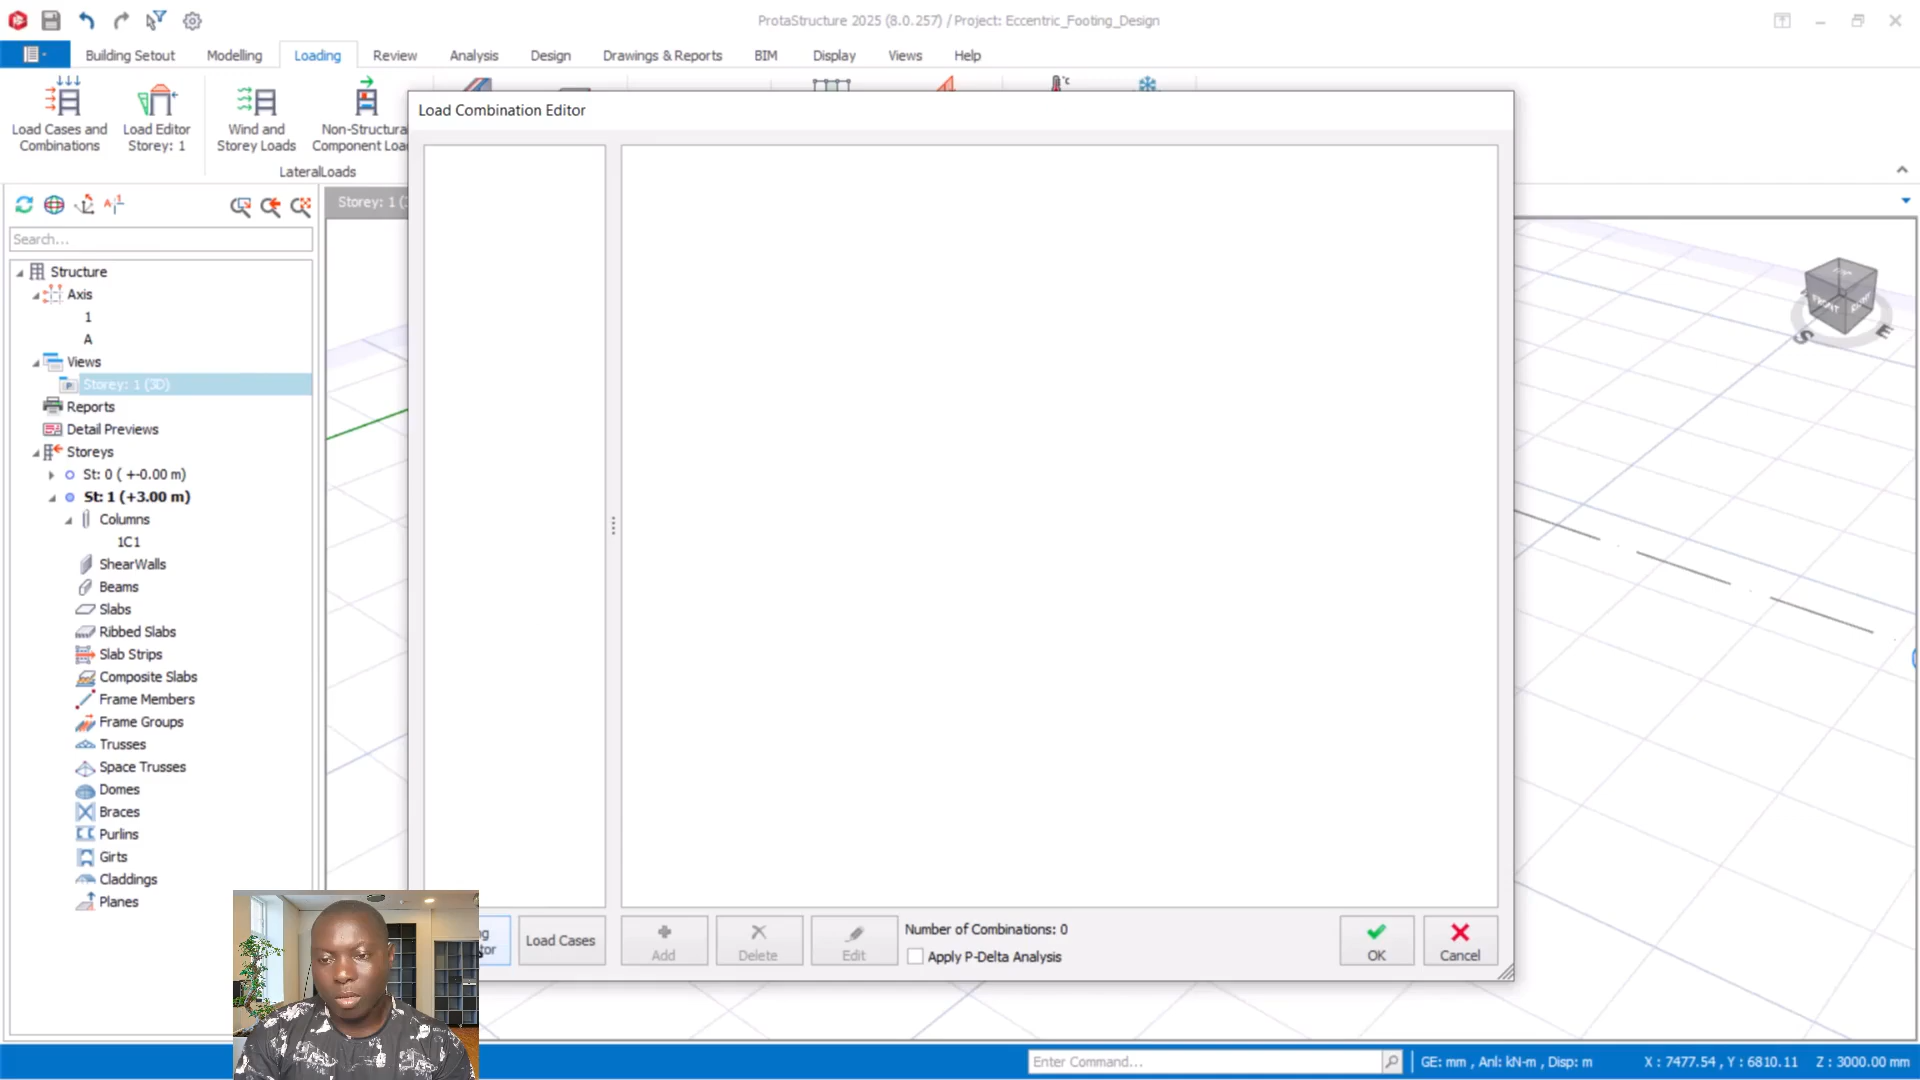 ProtaStructure 2025 (8.0.257) / Project: Eccentric_Footing_Design
Building Setout Modelling Loading Review Analysis Design Drawings & Reports BIM Display Views Help
Load Cases and Combinations
Load Editor Storey: 1
Wind and Storey Loads
Non-Structura
Component Loa
LateralLoads
Load Combination Editor
Storey: 1 (
Search...
Structure
Axis
1
A
Views
Storey: 1 (3D)
Reports
Detail Previews
Storeys
St: 0 ( +-0.00 m)
St: 1 (+3.00 m)
Columns
1C1
ShearWalls
Beams
Slabs
Ribbed Slabs
Slab Strips
Composite Slabs
Frame Members
Frame Groups
Trusses
Space Trusses
Domes
Braces
Purlins
Girts
Claddings
Planes
Load Cases
Add
Delete
Edit
Number of Combinations: 0
Apply P-Delta Analysis
OK
Cancel
FRONT
S
E
Enter Command...
GE: mm , Anl: kN-m , Disp: m
X : 7477.54 , Y : 6810.11
Z : 3000.00 mm